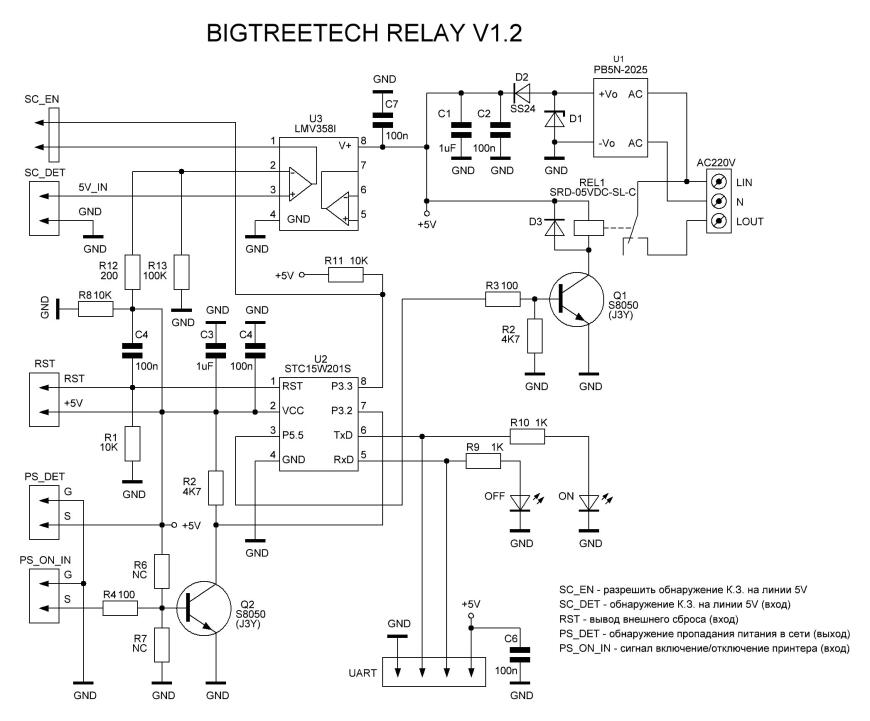 BIGTREETECH RELAY V1.2
U1
PB5N-2025
+Vo AC
-Vo AC
D2
SS24
D1
GND
C7
100n
C1
1uF
GND
C2
100n
GND
GND
GND
AC220V
LIN
N
LOUT
REL1
SRD-05VDC-SL-C
D3
+5V
SC_EN
SC_DET
5V_IN
GND
GND
U3
LMV358I
1
2
3
4
V+
8
7
6
5
GND
GND
R12
200
R13
100K
GND
R11 10K
+5V
R8 10K
GND
C4
100n
GND
C3
1uF
GND
C4
100n
R3 100
R2
4K7
GND
Q1
S8050
(J3Y)
GND
RST
RST
+5V
R1
10K
GND
U2
STC15W201S
1 RST P3.3 8
2 VCC P3.2 7
3 P5.5 TxD 6
4 GND RxD 5
R2
4K7
GND
R10 1K
R9 1K
OFF
ON
GND
GND
PS_DET
G
S
+5V
PS_ON_IN
G
S
R4 100
R6
NC
R7
NC
Q2
S8050
(J3Y)
GND
GND
GND
GND
UART
+5V
C6
100n
GND
SC_EN - разрешить обнаружение К.З. на линии 5V
SC_DET - обнаружение К.З. на линии 5V (вход)
RST - вывод внешнего сброса (вход)
PS_DET - обнаружение пропадания питания в сети (выход)
PS_ON_IN - сигнал включение/отключение принтера (вход)